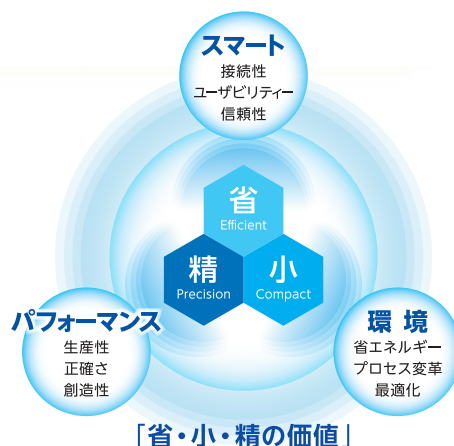 スマート
接続性
ユーザビリティー
信頼性
省
Efficient
精
Precision
小
Compact
パフォーマンス
生産性
正確さ
創造性
環境
省エネルギー
プロセス変革
最適化
「省・小・精の価値」